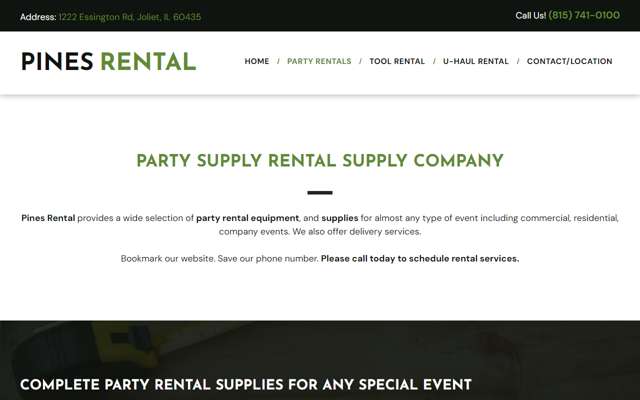 Address: 1222 Essington Rd, Joliet, IL 60435
Call Us! (815) 741-0100
PINES RENTAL
HOME / PARTY RENTALS / TOOL RENTAL / U-HAUL RENTAL / CONTACT/LOCATION
PARTY SUPPLY RENTAL SUPPLY COMPANY
Pines Rental provides a wide selection of party rental equipment, and supplies for almost any type of event including commercial, residential,
company events. We also offer delivery services.
Bookmark our website. Save our phone number. Please call today to schedule rental services.
COMPLETE PARTY RENTAL SUPPLIES FOR ANY SPECIAL EVENT